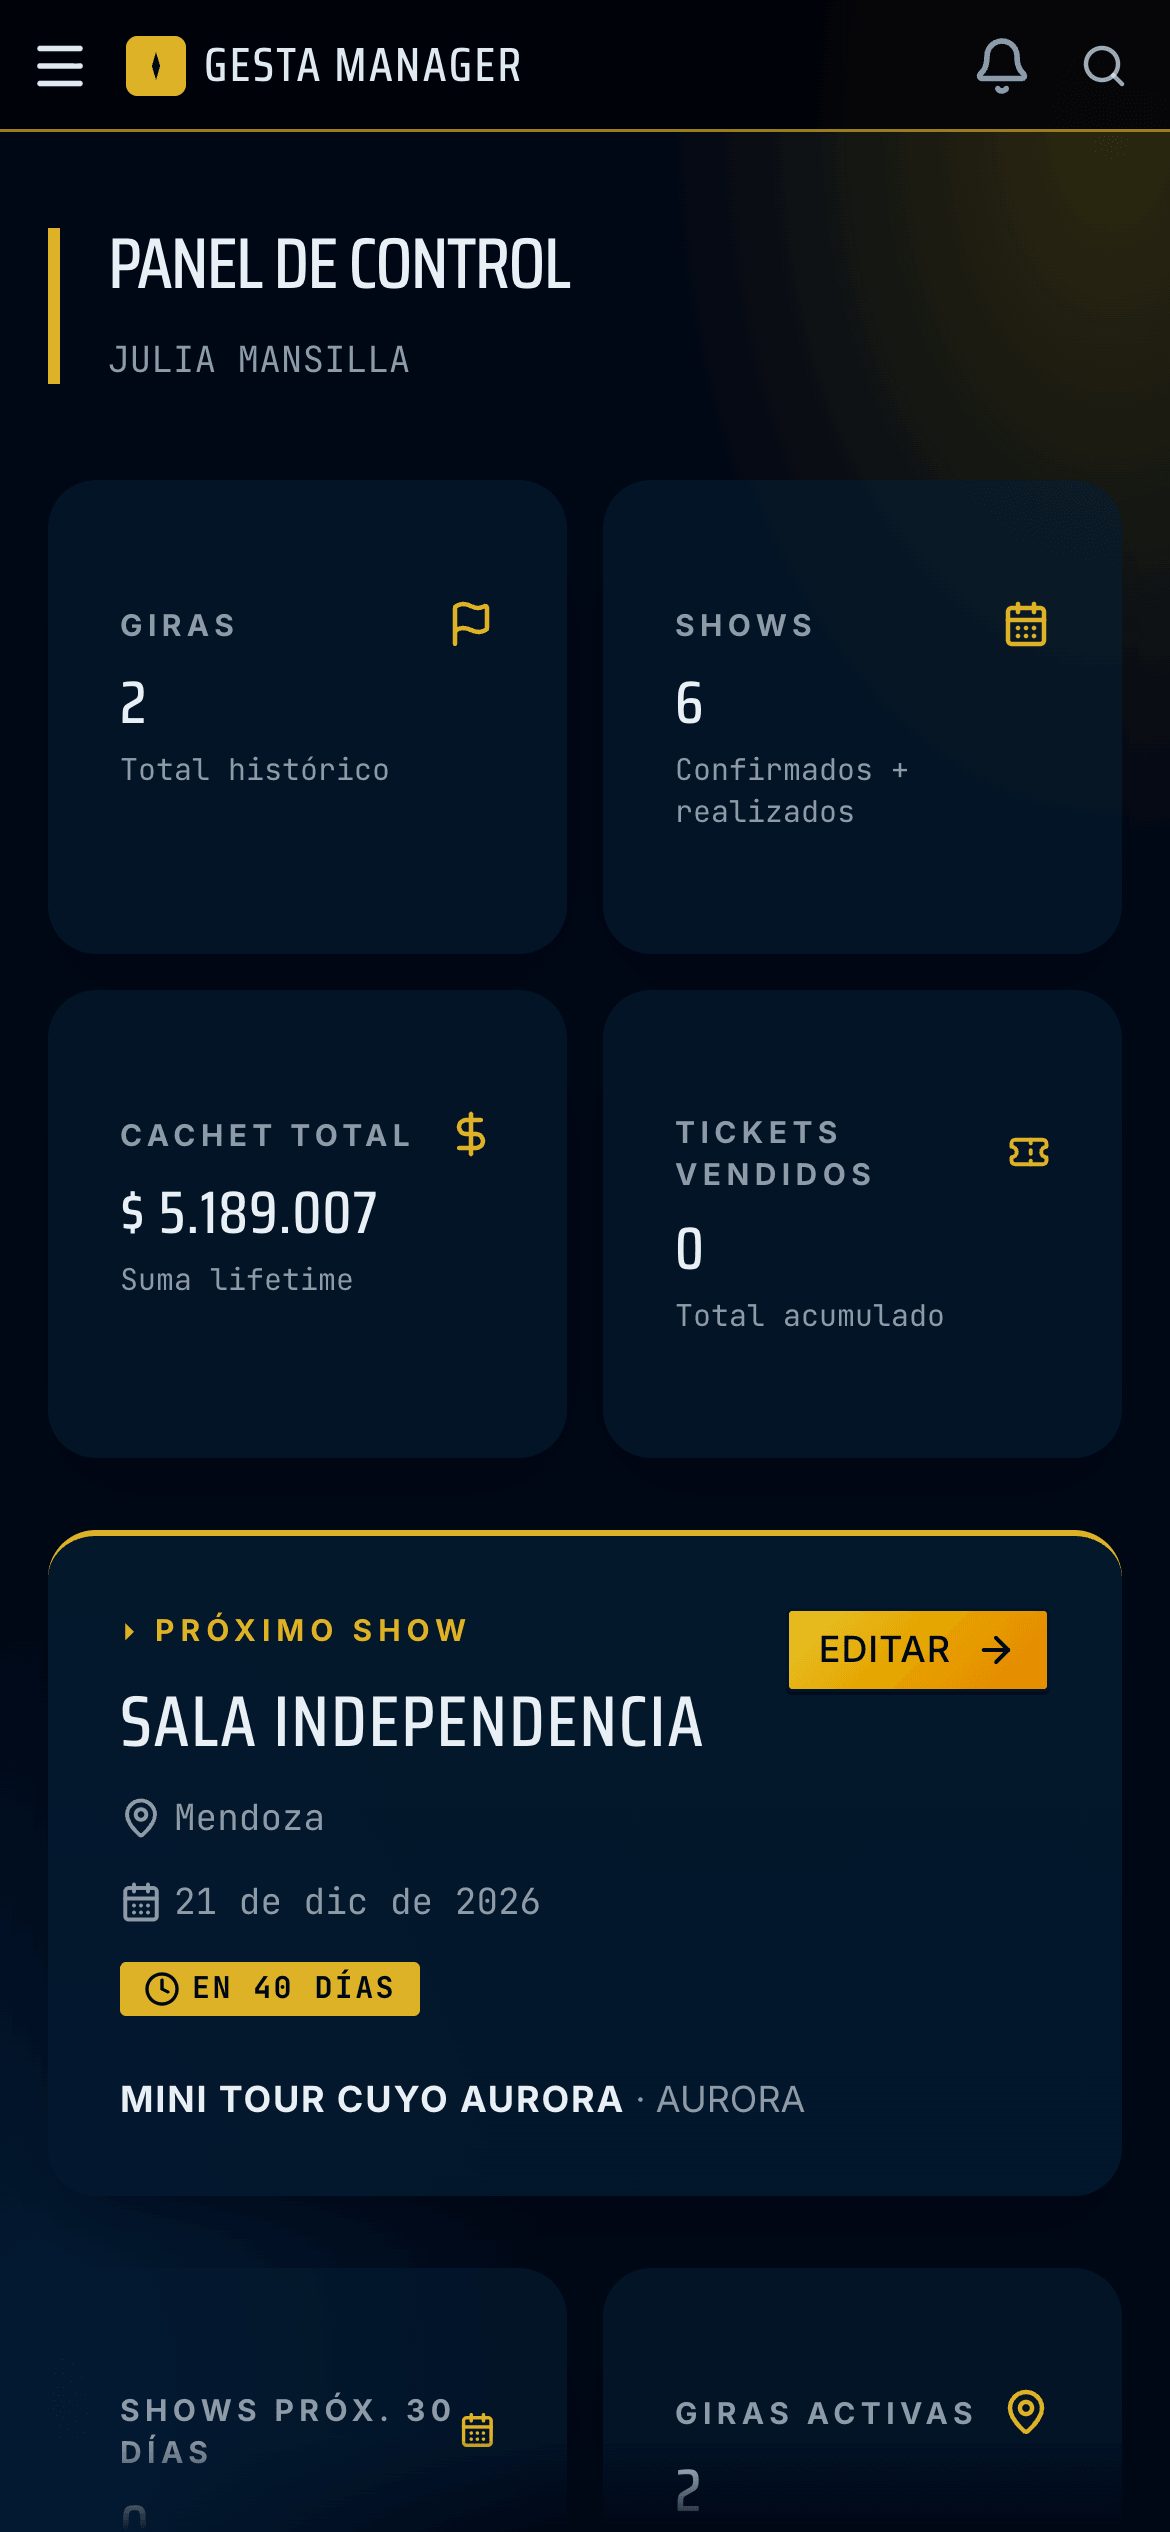 GESTA MANAGER
PANEL DE CONTROL
JULIA MANSILLA
GIRAS
2
Total histórico
SHOWS
6
Confirmados +
realizados
CACHET TOTAL
$ 5.189.007
Suma lifetime
TICKETS
VENDIDOS
0
Total acumulado
PRÓXIMO SHOW
EDITAR
SALA INDEPENDENCIA
Mendoza
21 de dic de 2026
EN 40 DÍAS
MINI TOUR CUYO AURORA · AURORA
SHOWS PRÓX. 30
DÍAS
GIRAS ACTIVAS
2